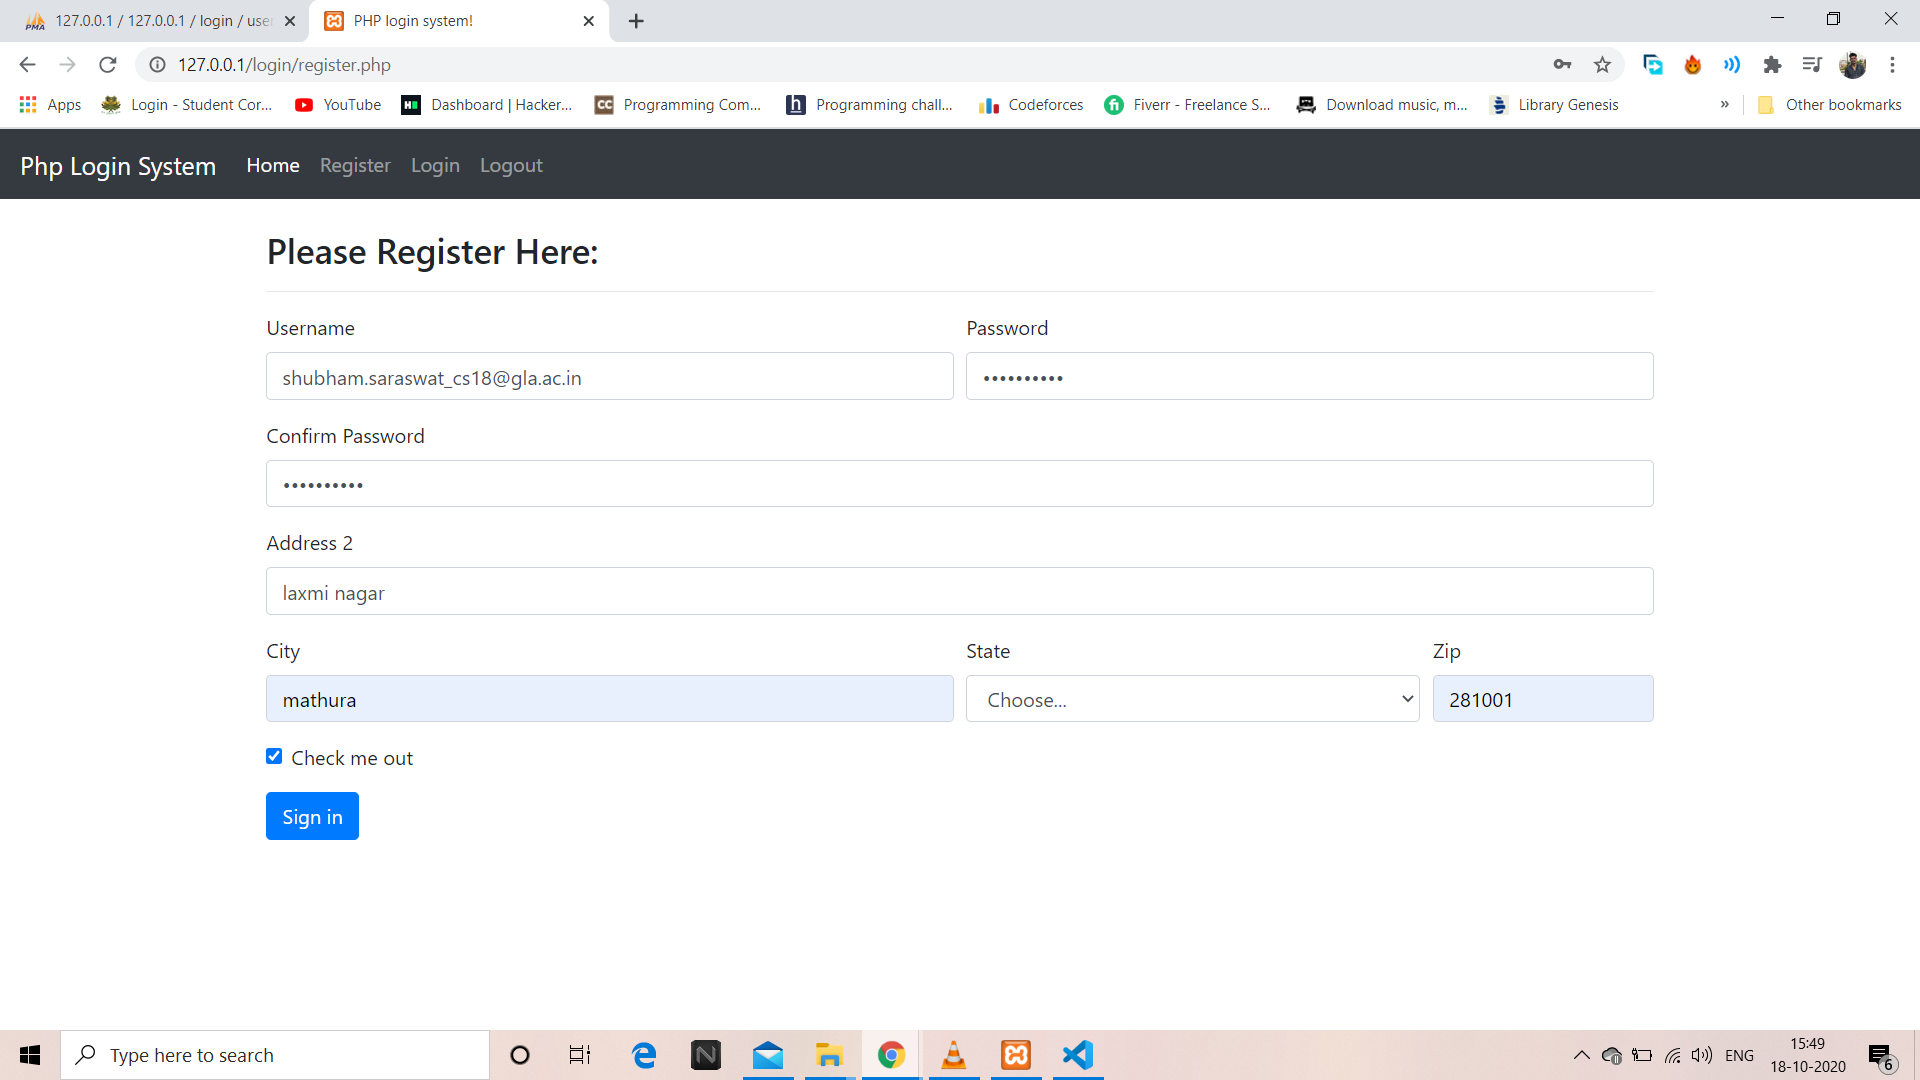 127.0.0.1 / 127.0.0.1 / login / user
PHP login system!
127.0.0.1/login/register.php
Apps
Login - Student Cor...
YouTube
Dashboard | Hacker...
Programming Com...
Programming chall...
Codeforces
Fiverr - Freelance S...
Download music, m...
Library Genesis
»
Other bookmarks
Php Login System Home Register Login Logout
Please Register Here:
Username Password
shubham.saraswat_cs18@gla.ac.in ••••••••••
Confirm Password
••••••••••
Address 2
laxmi nagar
City State Zip
mathura Choose... 281001
Check me out
Sign in
Type here to search
ENG
15:49
18-10-2020
6